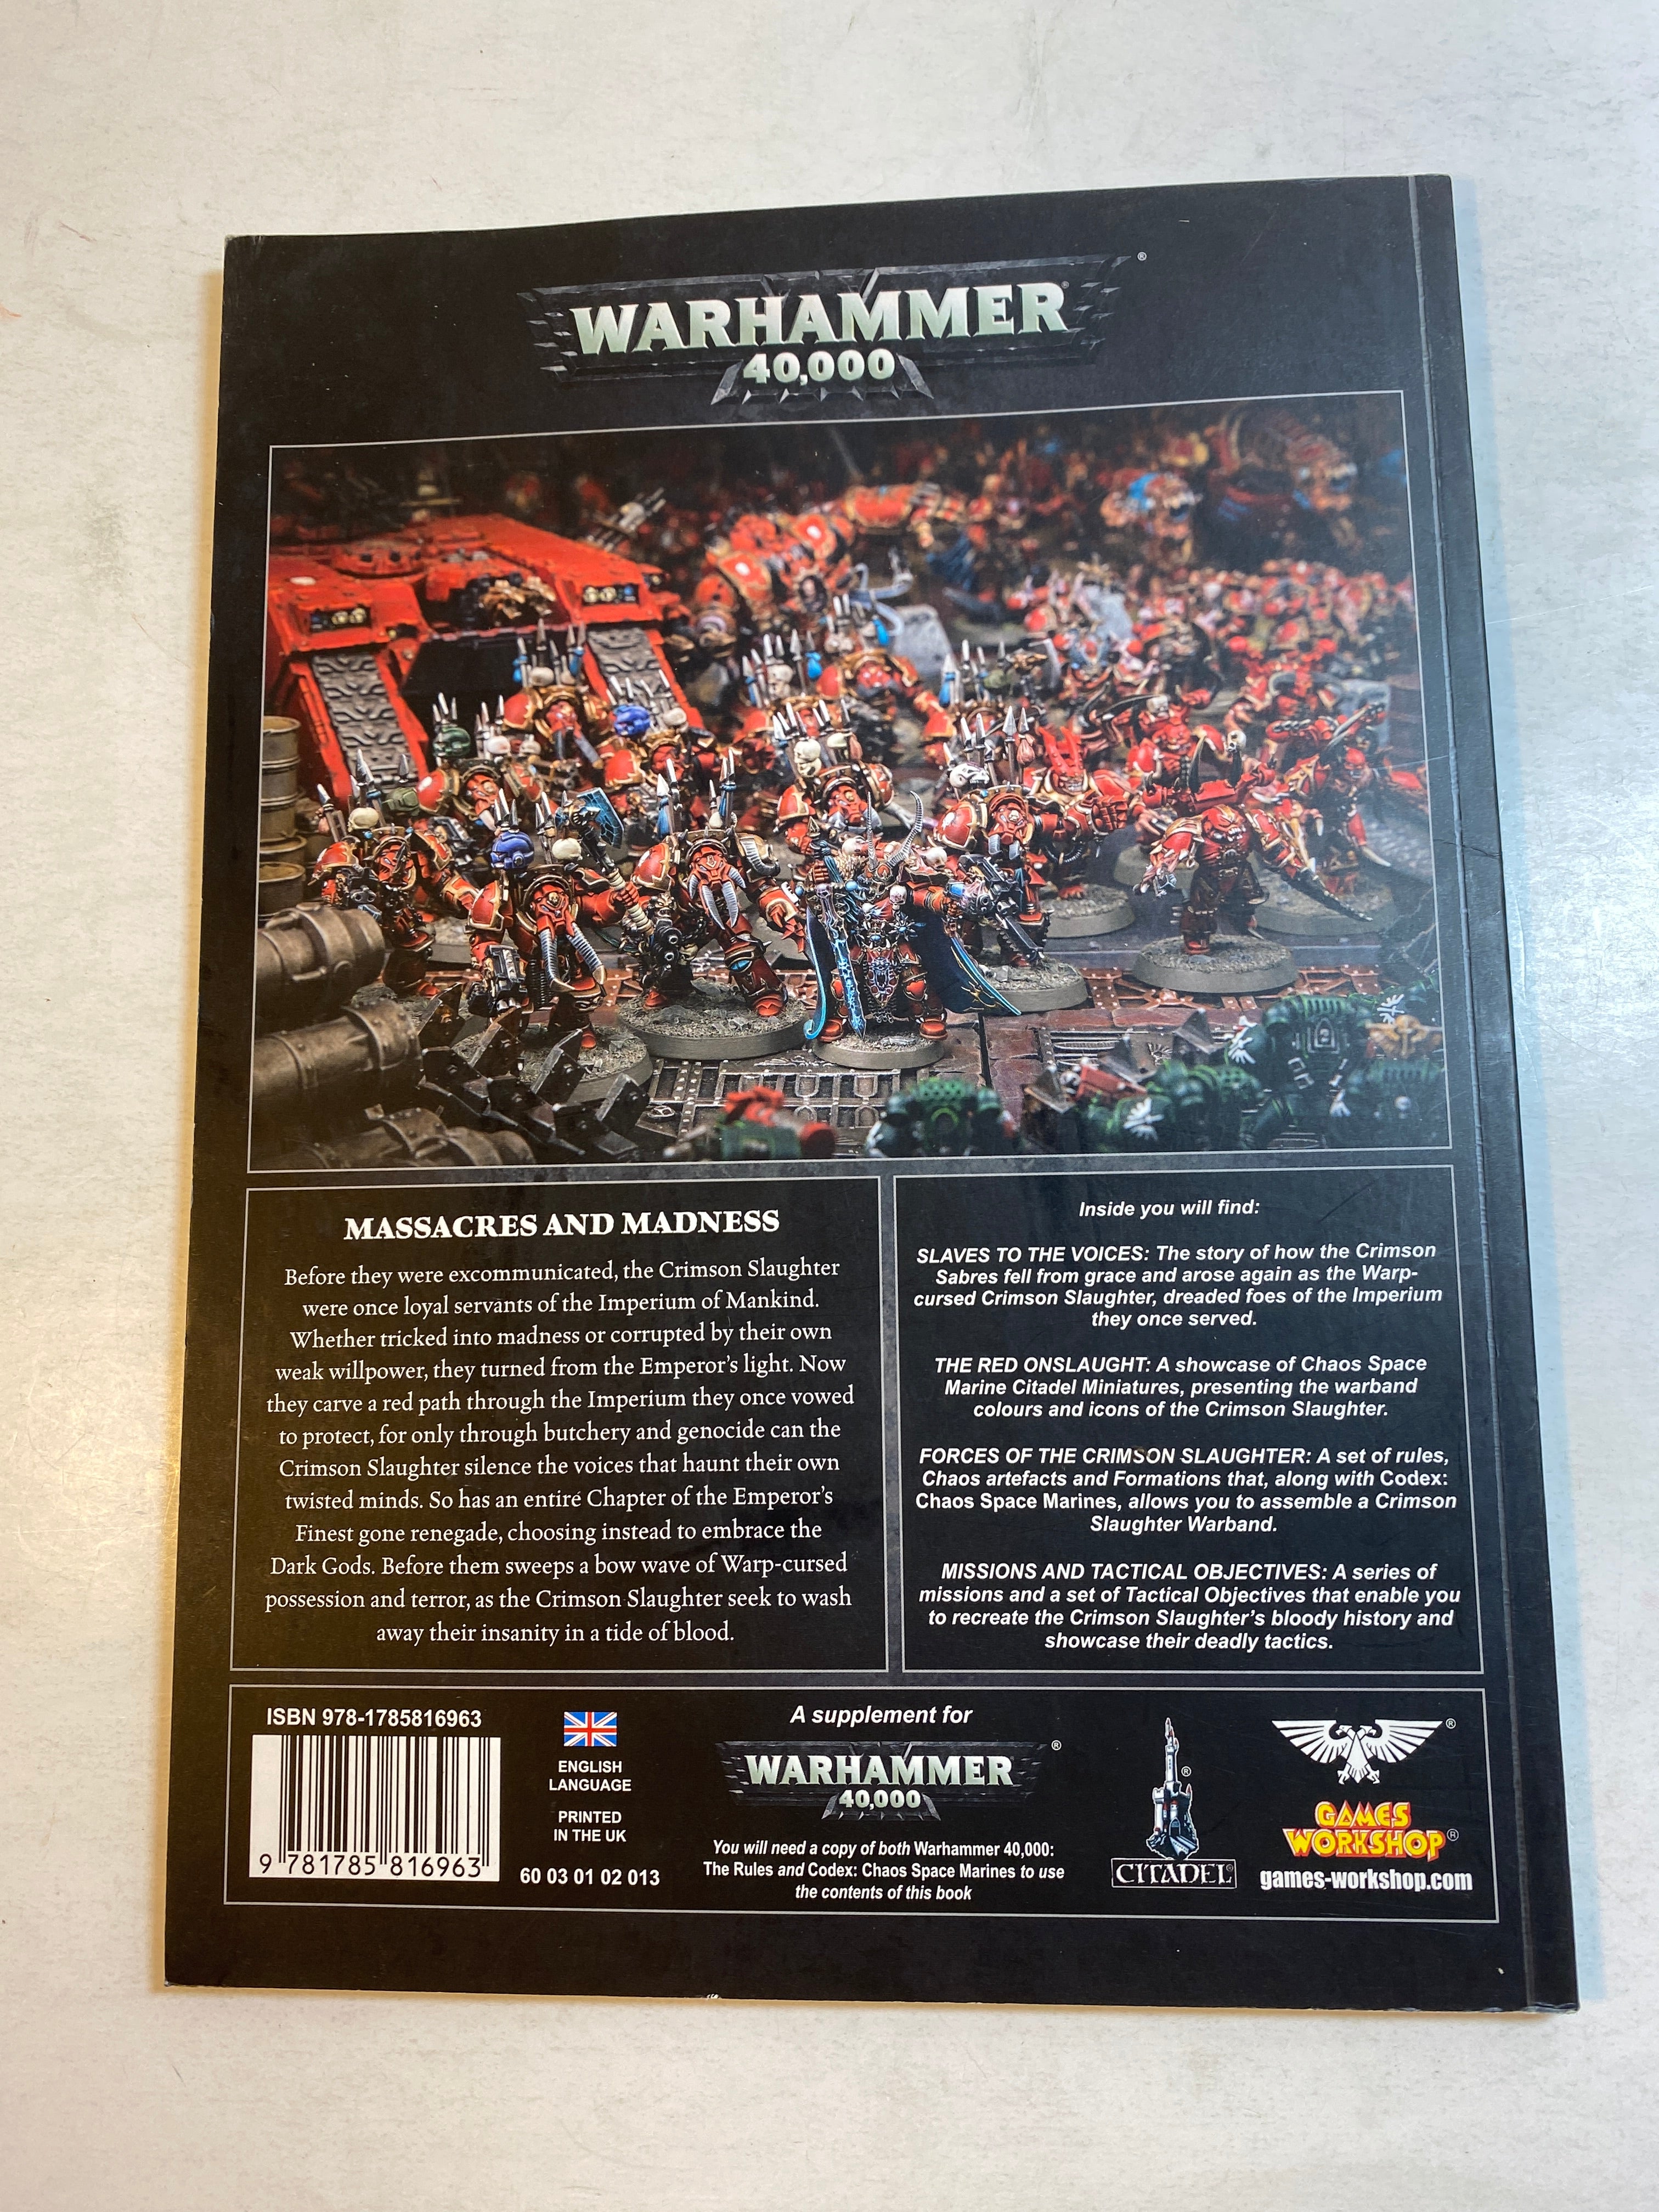 WARHAMMER®
40,000
®
MASSACRES AND MADNESS
Before they were excommunicated, the Crimson Slaughter
were once loyal servants of the Imperium of Mankind.
Whether tricked into madness or corrupted by their own
weak willpower, they turned from the Emperor's light. Now
they carve a red path through the Imperium they once vowed
to protect, for only through butchery and genocide can the
Crimson Slaughter silence the voices that haunt their own
twisted minds. So has an entire Chapter of the Emperor's
Finest gone renegade, choosing instead to embrace the
Dark Gods. Before them sweeps a bow wave of Warp-cursed
possession and terror, as the Crimson Slaughter seek to wash
away their insanity in a tide of blood.
Inside you will find:
SLAVES TO THE VOICES: The story of how the Crimson
Sabres fell from grace and arose again as the Warp-
cursed Crimson Slaughter, dreaded foes of the Imperium
they once served.
THE RED ONSLAUGHT: A showcase of Chaos Space
Marine Citadel Miniatures, presenting the warband
colours and icons of the Crimson Slaughter.
FORCES OF THE CRIMSON SLAUGHTER: A set of rules,
Chaos artefacts and Formations that, along with Codex:
Chaos Space Marines, allows you to assemble a Crimson
Slaughter Warband.
MISSIONS AND TACTICAL OBJECTIVES: A series of
missions and a set of Tactical Objectives that enable you
to recreate the Crimson Slaughter's bloody history and
showcase their deadly tactics.
ISBN 978-1785816963
9 781785 816963
ENGLISH
LANGUAGE
PRINTED
IN THE UK
60 03 01 02 013
A supplement for
WARHAMMER®
40,000
You will need a copy of both Warhammer 40,000:
The Rules and Codex: Chaos Space Marines to use
the contents of this book
®
CITADEL®
®
GAMES
WORKSHOP®
games-workshop.com